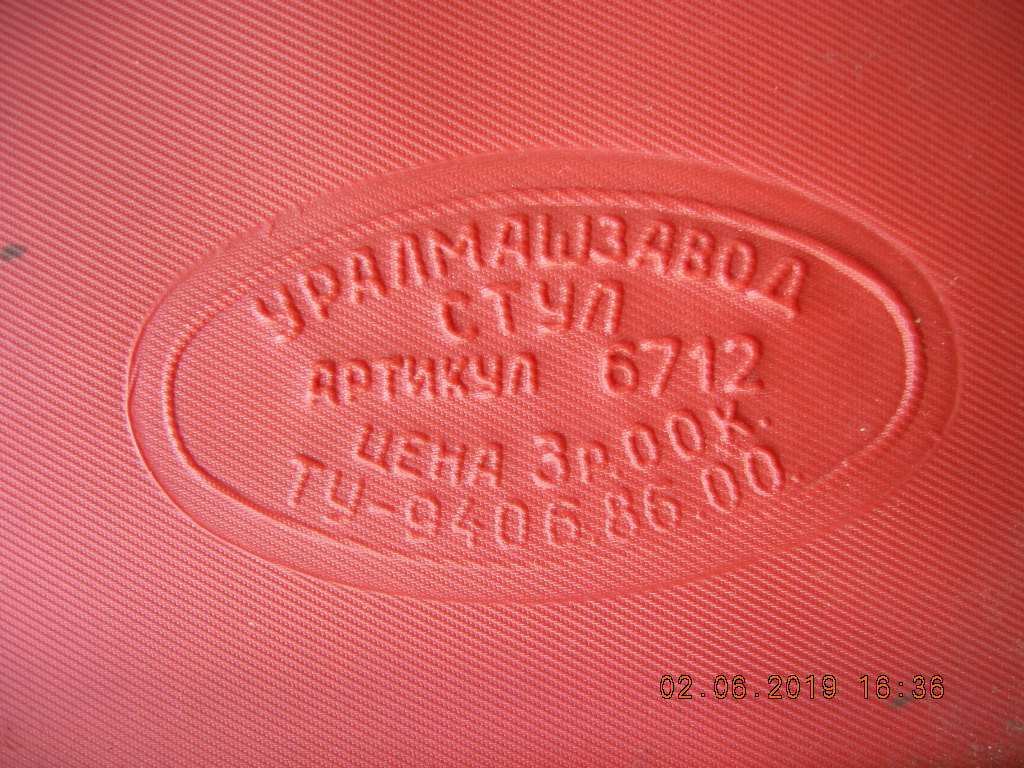 УРАЛМАШЗАВОД
СТУЛ
АРТИКУЛ 6712
ЦЕНА 3р.00К.
ТУ-9406.86.00.
02.06.2019 16:36